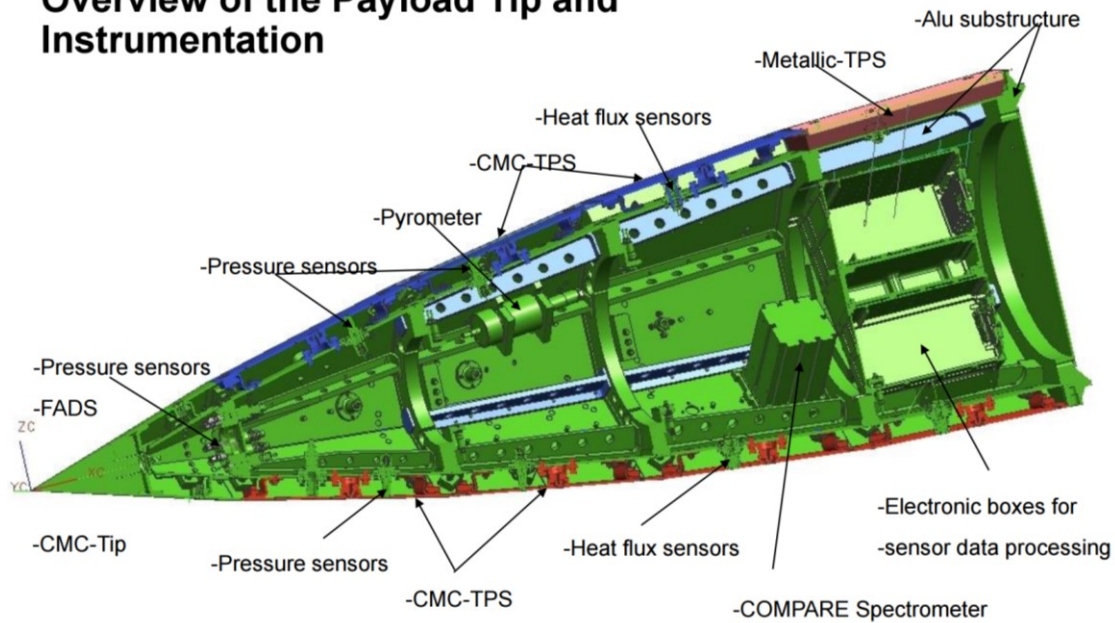 Overview of the Payload Tip and
Instrumentation
-Alu substructure
-Metallic-TPS
-Heat flux sensors
-CMC-TPS
-Pyrometer
-Pressure sensors
-Pressure sensors
-FADS
ZC
XC
YC
-CMC-Tip
-Pressure sensors
-CMC-TPS
-Heat flux sensors
-COMPARE Spectrometer
-Electronic boxes for
-sensor data processing